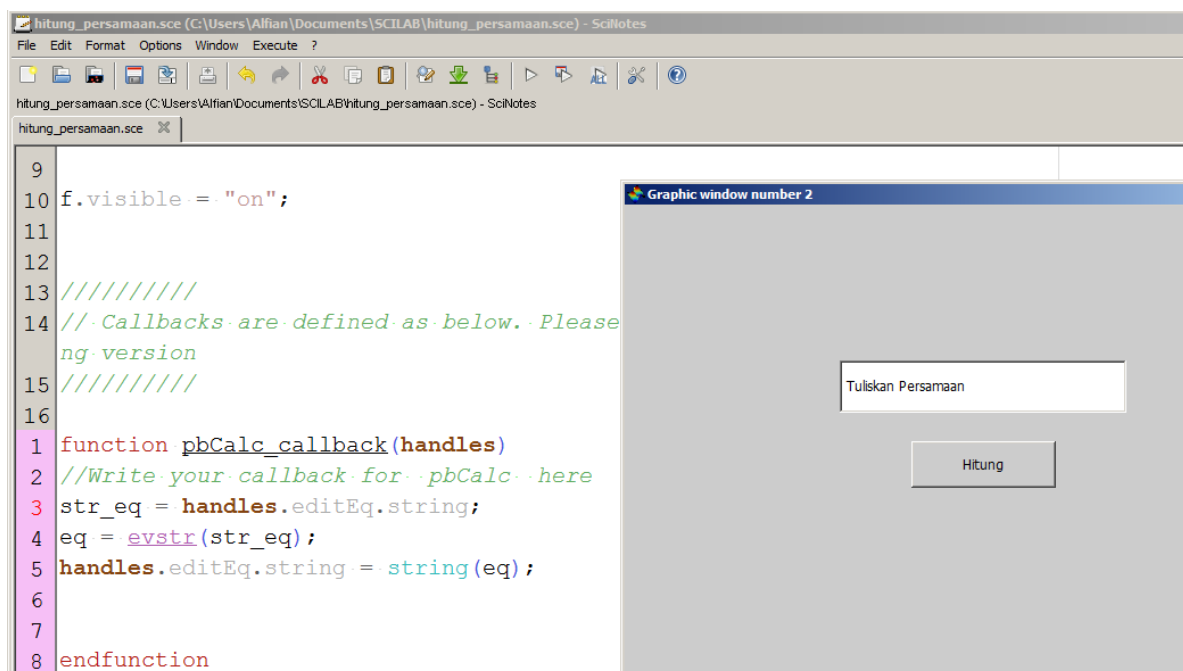 hitung_persamaan.sce (C:\Users\Alfian\Documents\SCILAB\hitung_persamaan.sce) - SciNotes
File Edit Format Options Window Execute ?
hitung_persamaan.sce (C:\Users\Alfian\Documents\SCILAB\hitung_persamaan.sce) - SciNotes
hitung_persamaan.sce
9
10 f.visible = "on";
11
12
13 //////////
14 // Callbacks are defined as below. Please
ng version
15 //////////
16
1 function pbCalc_callback(handles)
2 //Write your callback for  pbCalc  here
3 str_eq = handles.editEq.string;
4 eq = evstr(str_eq);
5 handles.editEq.string = string(eq);
6
7
8 endfunction
Graphic window number 2
Tuliskan Persamaan
Hitung